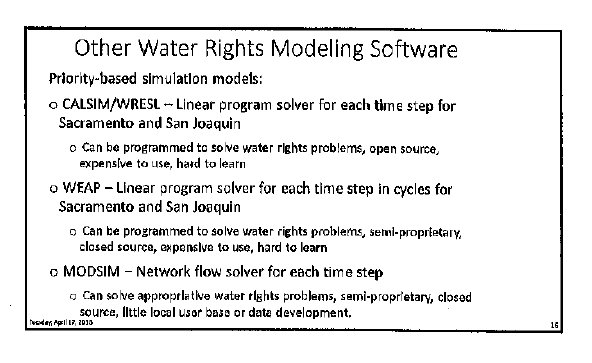 Other Water Rights Modeling Software
Priority-based simulation models:
o CALSIM/WRESL – Linear program solver for each time step for
Sacramento and San Joaquin
o Can be programmed to solve water rights problems, open source,
expensive to use, hard to learn
o WEAP – Linear program solver for each time step in cycles for
Sacramento and San Joaquin
o Can be programmed to solve water rights problems, semi-proprietary,
closed source, expensive to use, hard to learn
o MODSIM – Network flow solver for each time step
o Can solve appropriative water rights problems, semi-proprietary, closed
source, little local user base or data development.
Tuesday, April 17, 2018
16